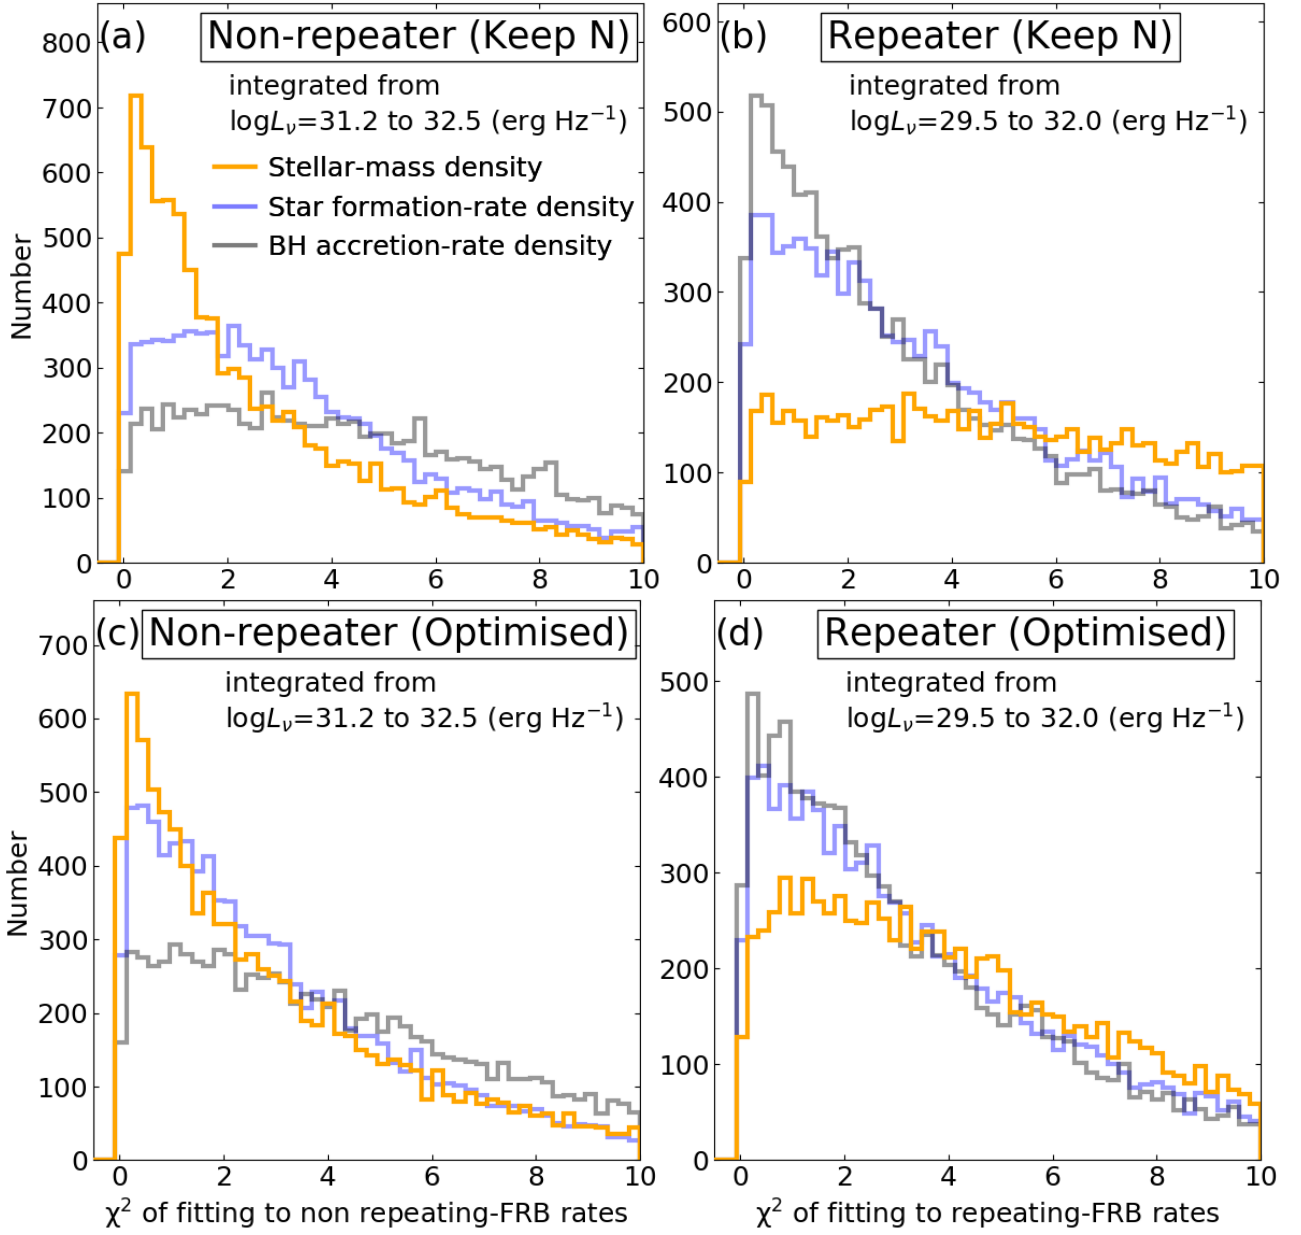 (a) Non-repeater (Keep N)
integrated from
logLν=31.2 to 32.5 (erg Hz⁻¹)
Stellar-mass density
Star formation-rate density
BH accretion-rate density
Number
800
700
600
500
400
300
200
100
0
0 2 4 6 8 10
(b) Repeater (Keep N)
integrated from
logLν=29.5 to 32.0 (erg Hz⁻¹)
600
500
400
300
200
100
0
0 2 4 6 8 10
(c) Non-repeater (Optimised)
integrated from
logLν=31.2 to 32.5 (erg Hz⁻¹)
Number
700
600
500
400
300
200
100
0
0 2 4 6 8 10
χ² of fitting to non repeating-FRB rates
(d) Repeater (Optimised)
integrated from
logLν=29.5 to 32.0 (erg Hz⁻¹)
500
400
300
200
100
0
0 2 4 6 8 10
χ² of fitting to repeating-FRB rates